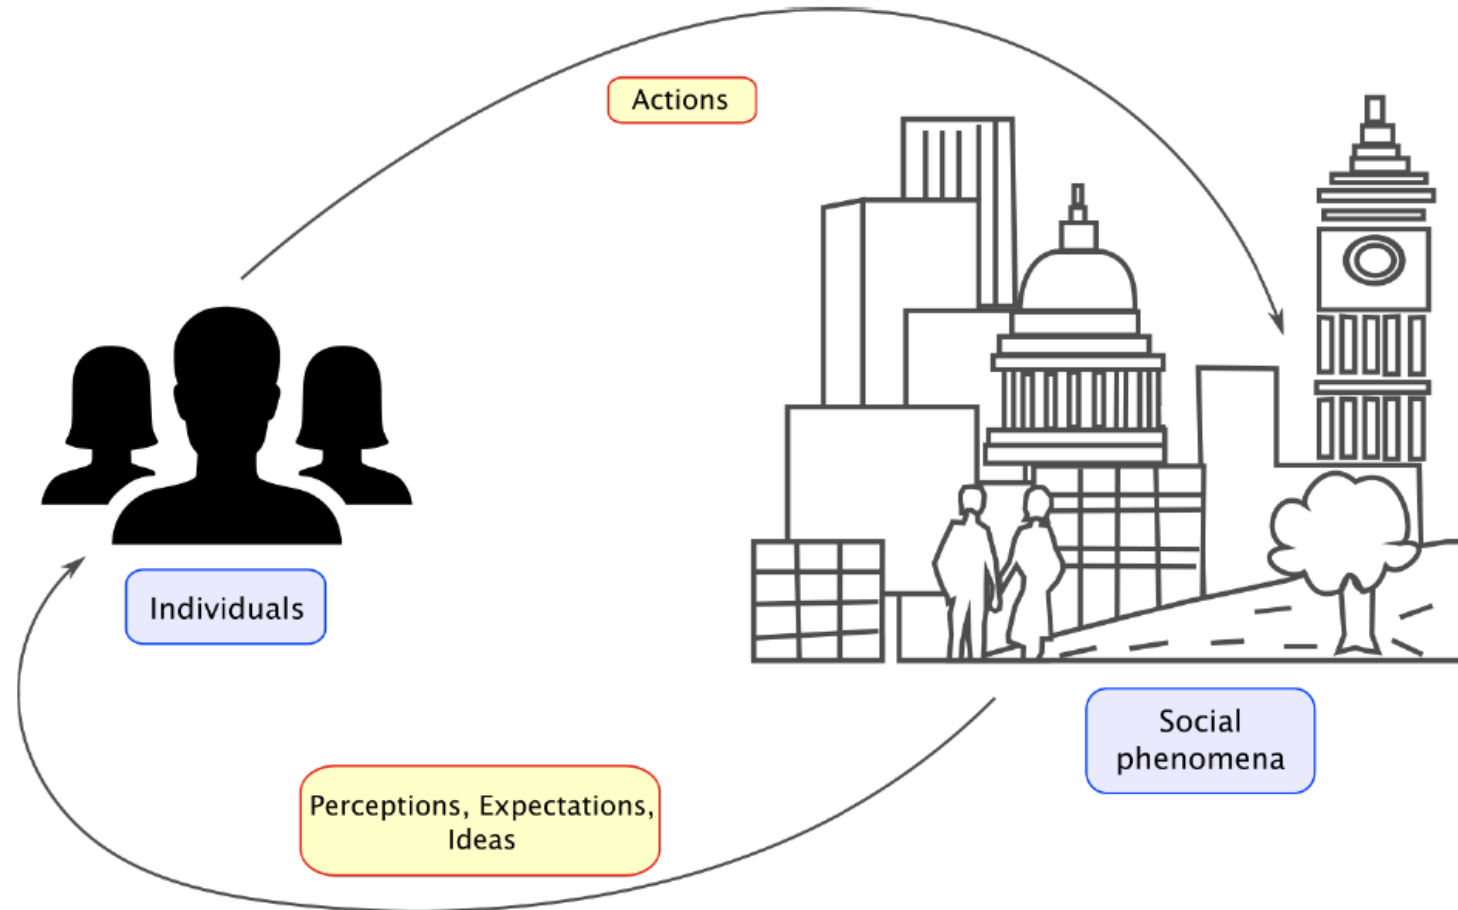 Actions
Individuals
Social
phenomena
Perceptions, Expectations,
Ideas